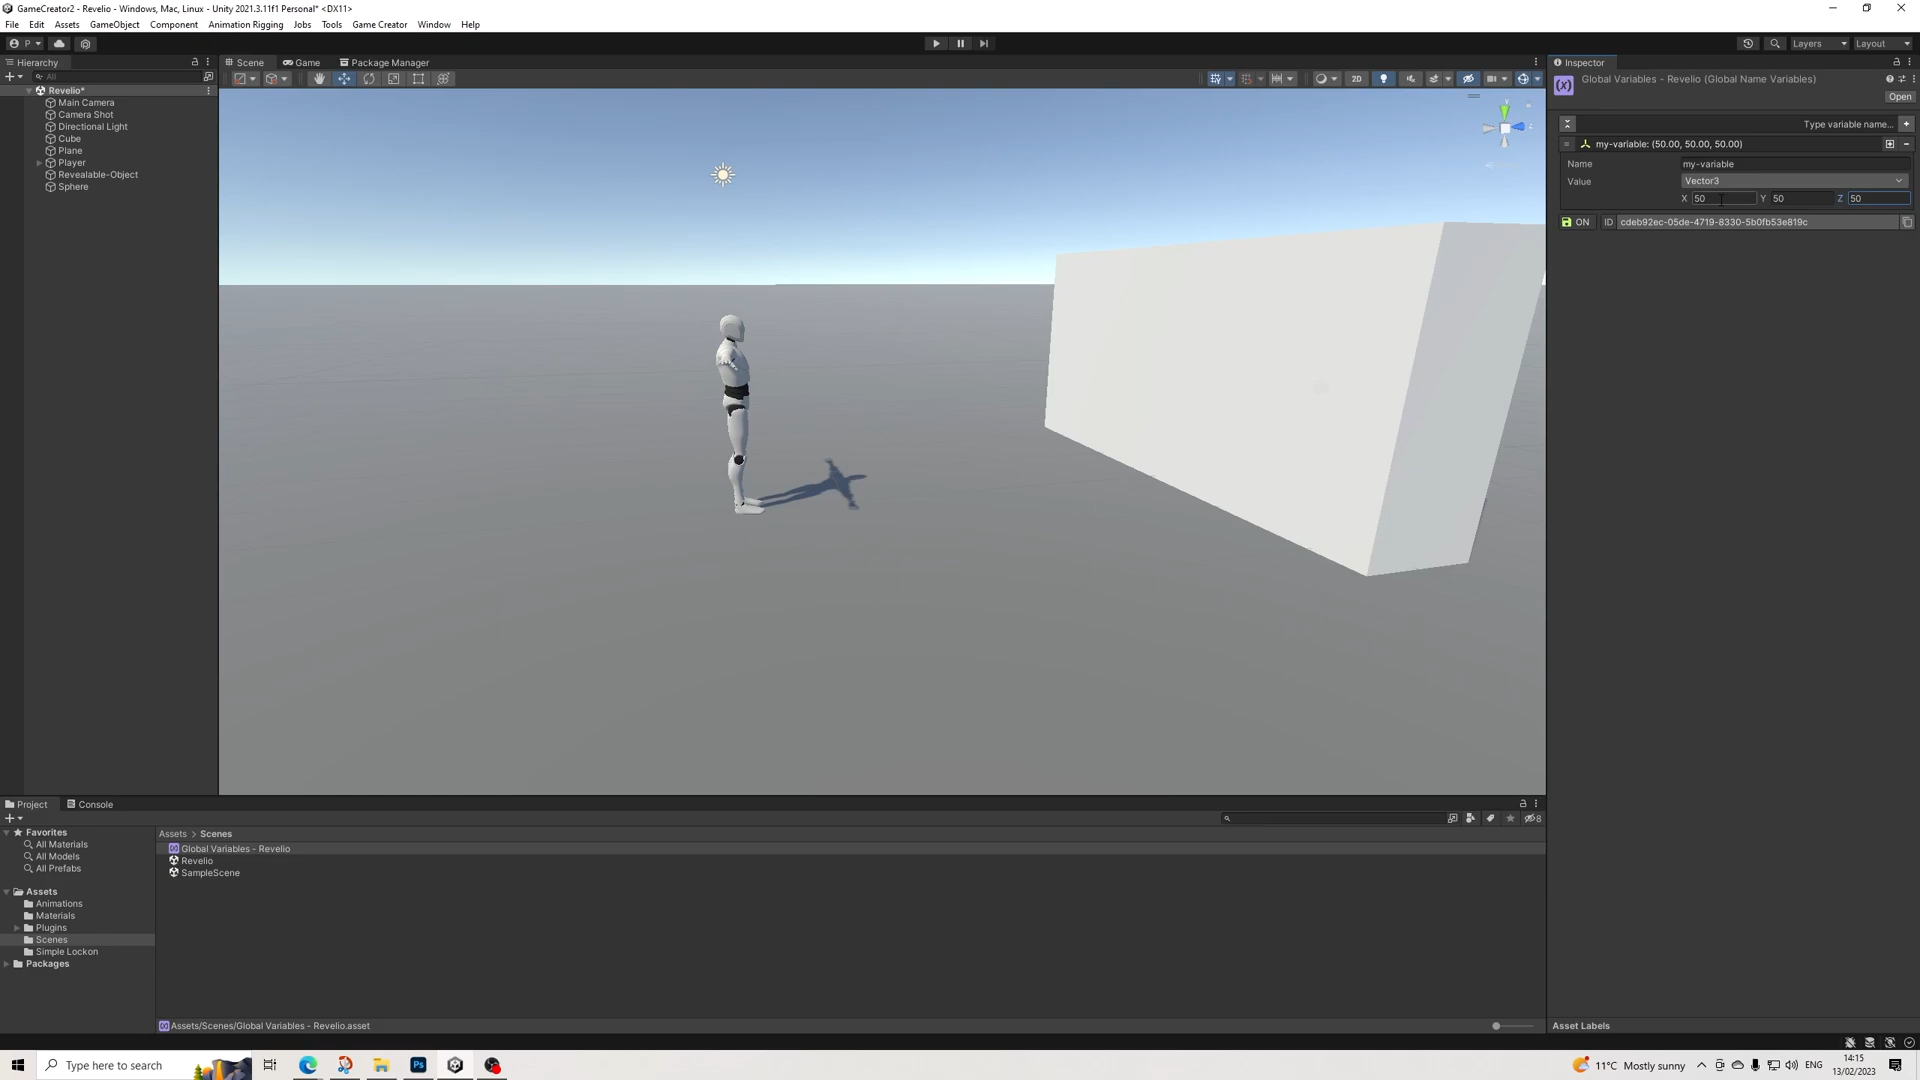 GameCreator2 - Revelio - Windows, Mac, Linux - Unity 2021.3.11f1 Personal* <DX11>
File Edit Assets GameObject Component Animation Rigging Jobs Tools Game Creator Window Help
P Layers Layout
Hierarchy
All
Revelio*
Main Camera
Camera Shot
Directional Light
Cube
Plane
Player
Revealable-Object
Sphere
Scene Game Package Manager
2D
Inspector
Global Variables - Revelio (Global Name Variables)
Open
Type variable name...
my-variable: (50.00, 50.00, 50.00)
Name my-variable
Value Vector3
X 50 Y 50 Z 50
ON ID cdeb92ec-05de-4719-8330-5b0fb53e819c
Asset Labels
Project Console
8
Favorites
All Materials
All Models
All Prefabs
Assets
Animations
Materials
Plugins
Scenes
Simple Lockon
Packages
Assets > Scenes
Global Variables - Revelio
Revelio
SampleScene
Assets/Scenes/Global Variables - Revelio.asset
Type here to search
Ps
11°C Mostly sunny
ENG
14:15
13/02/2023